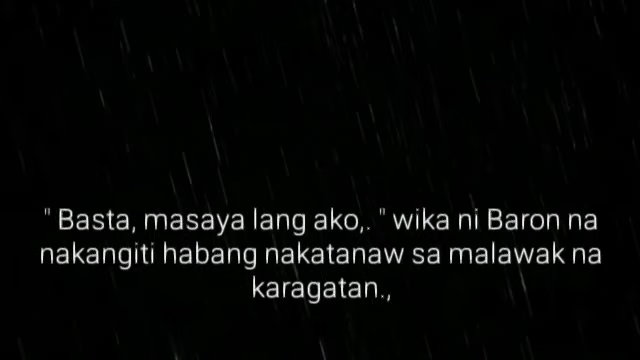 " Basta, masaya lang ako,. " wika ni Baron na
nakangiti habang nakatanaw sa malawak na
karagatan.,